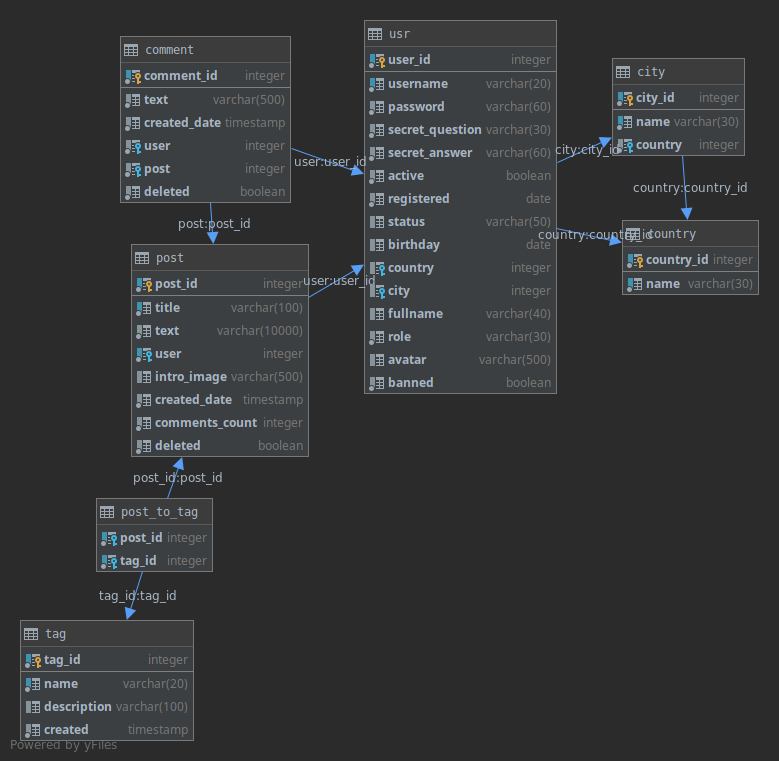 comment
comment_id integer
text varchar(500)
created_date timestamp
user integer
post integer
deleted boolean
usr
user_id integer
username varchar(20)
password varchar(60)
secret_question varchar(30)
secret_answer varchar(60)
active boolean
registered date
status varchar(50)
birthday date
country integer
city integer
fullname varchar(40)
role varchar(30)
avatar varchar(500)
banned boolean
city
city_id integer
name varchar(30)
country integer
country
country_id integer
name varchar(30)
user:user_id
city:city_id
country:country_id
country:country_id
post:post_id
post
post_id integer
title varchar(100)
text varchar(10000)
user integer
intro_image varchar(500)
created_date timestamp
comments_count integer
deleted boolean
user:user_id
post_id:post_id
post_to_tag
post_id integer
tag_id integer
tag_id:tag_id
tag
tag_id integer
name varchar(20)
description varchar(100)
created timestamp
Powered by yFiles